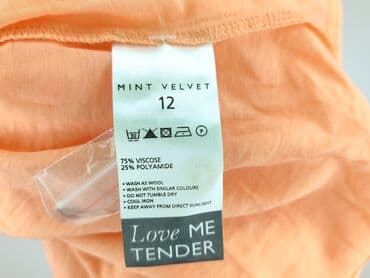 MINT VELVET
12
75% VISCOSE
25% POLYAMIDE
• WASH AS WOOL
• WASH WITH SIMILAR COLOURS
• DO NOT TUMBLE DRY
• COOL IRON
• KEEP AWAY FROM DIRECT SUNLIGHT
Love ME
TENDER